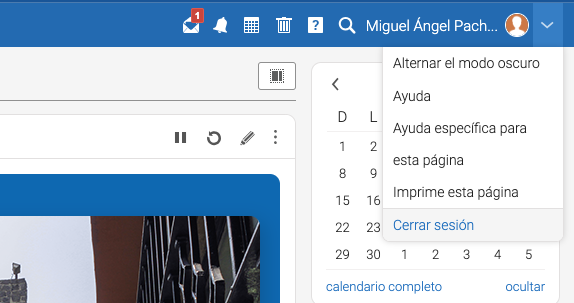 1
?
Miguel Ángel Pach...
Alternar el modo oscuro
Ayuda
Ayuda específica para
esta página
Imprime esta página
Cerrar sesión
D L
1 2
8 9
15 16
22 23
29 30 1 2 3 4 5
calendario completo ocultar